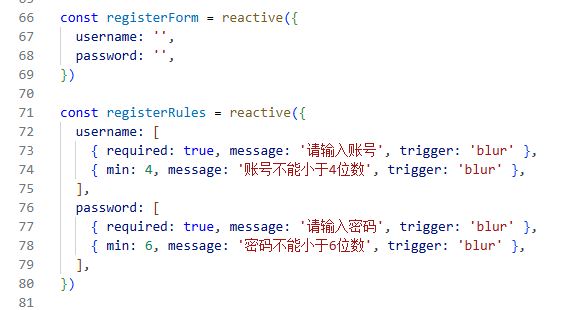 66 const registerForm = reactive({
67   username: '',
68   password: '',
69 })
70
71 const registerRules = reactive({
72   username: [
73     { required: true, message: '请输入账号', trigger: 'blur' },
74     { min: 4, message: '账号不能小于4位数', trigger: 'blur' },
75   ],
76   password: [
77     { required: true, message: '请输入密码', trigger: 'blur' },
78     { min: 6, message: '密码不能小于6位数', trigger: 'blur' },
79   ],
80 })
81